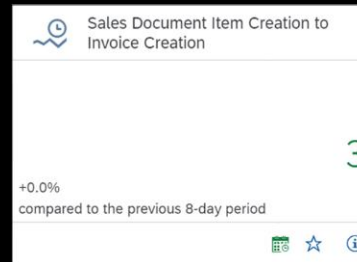 Sales Document Item Creation to
Invoice Creation
+0.0%
compared to the previous 8-day period